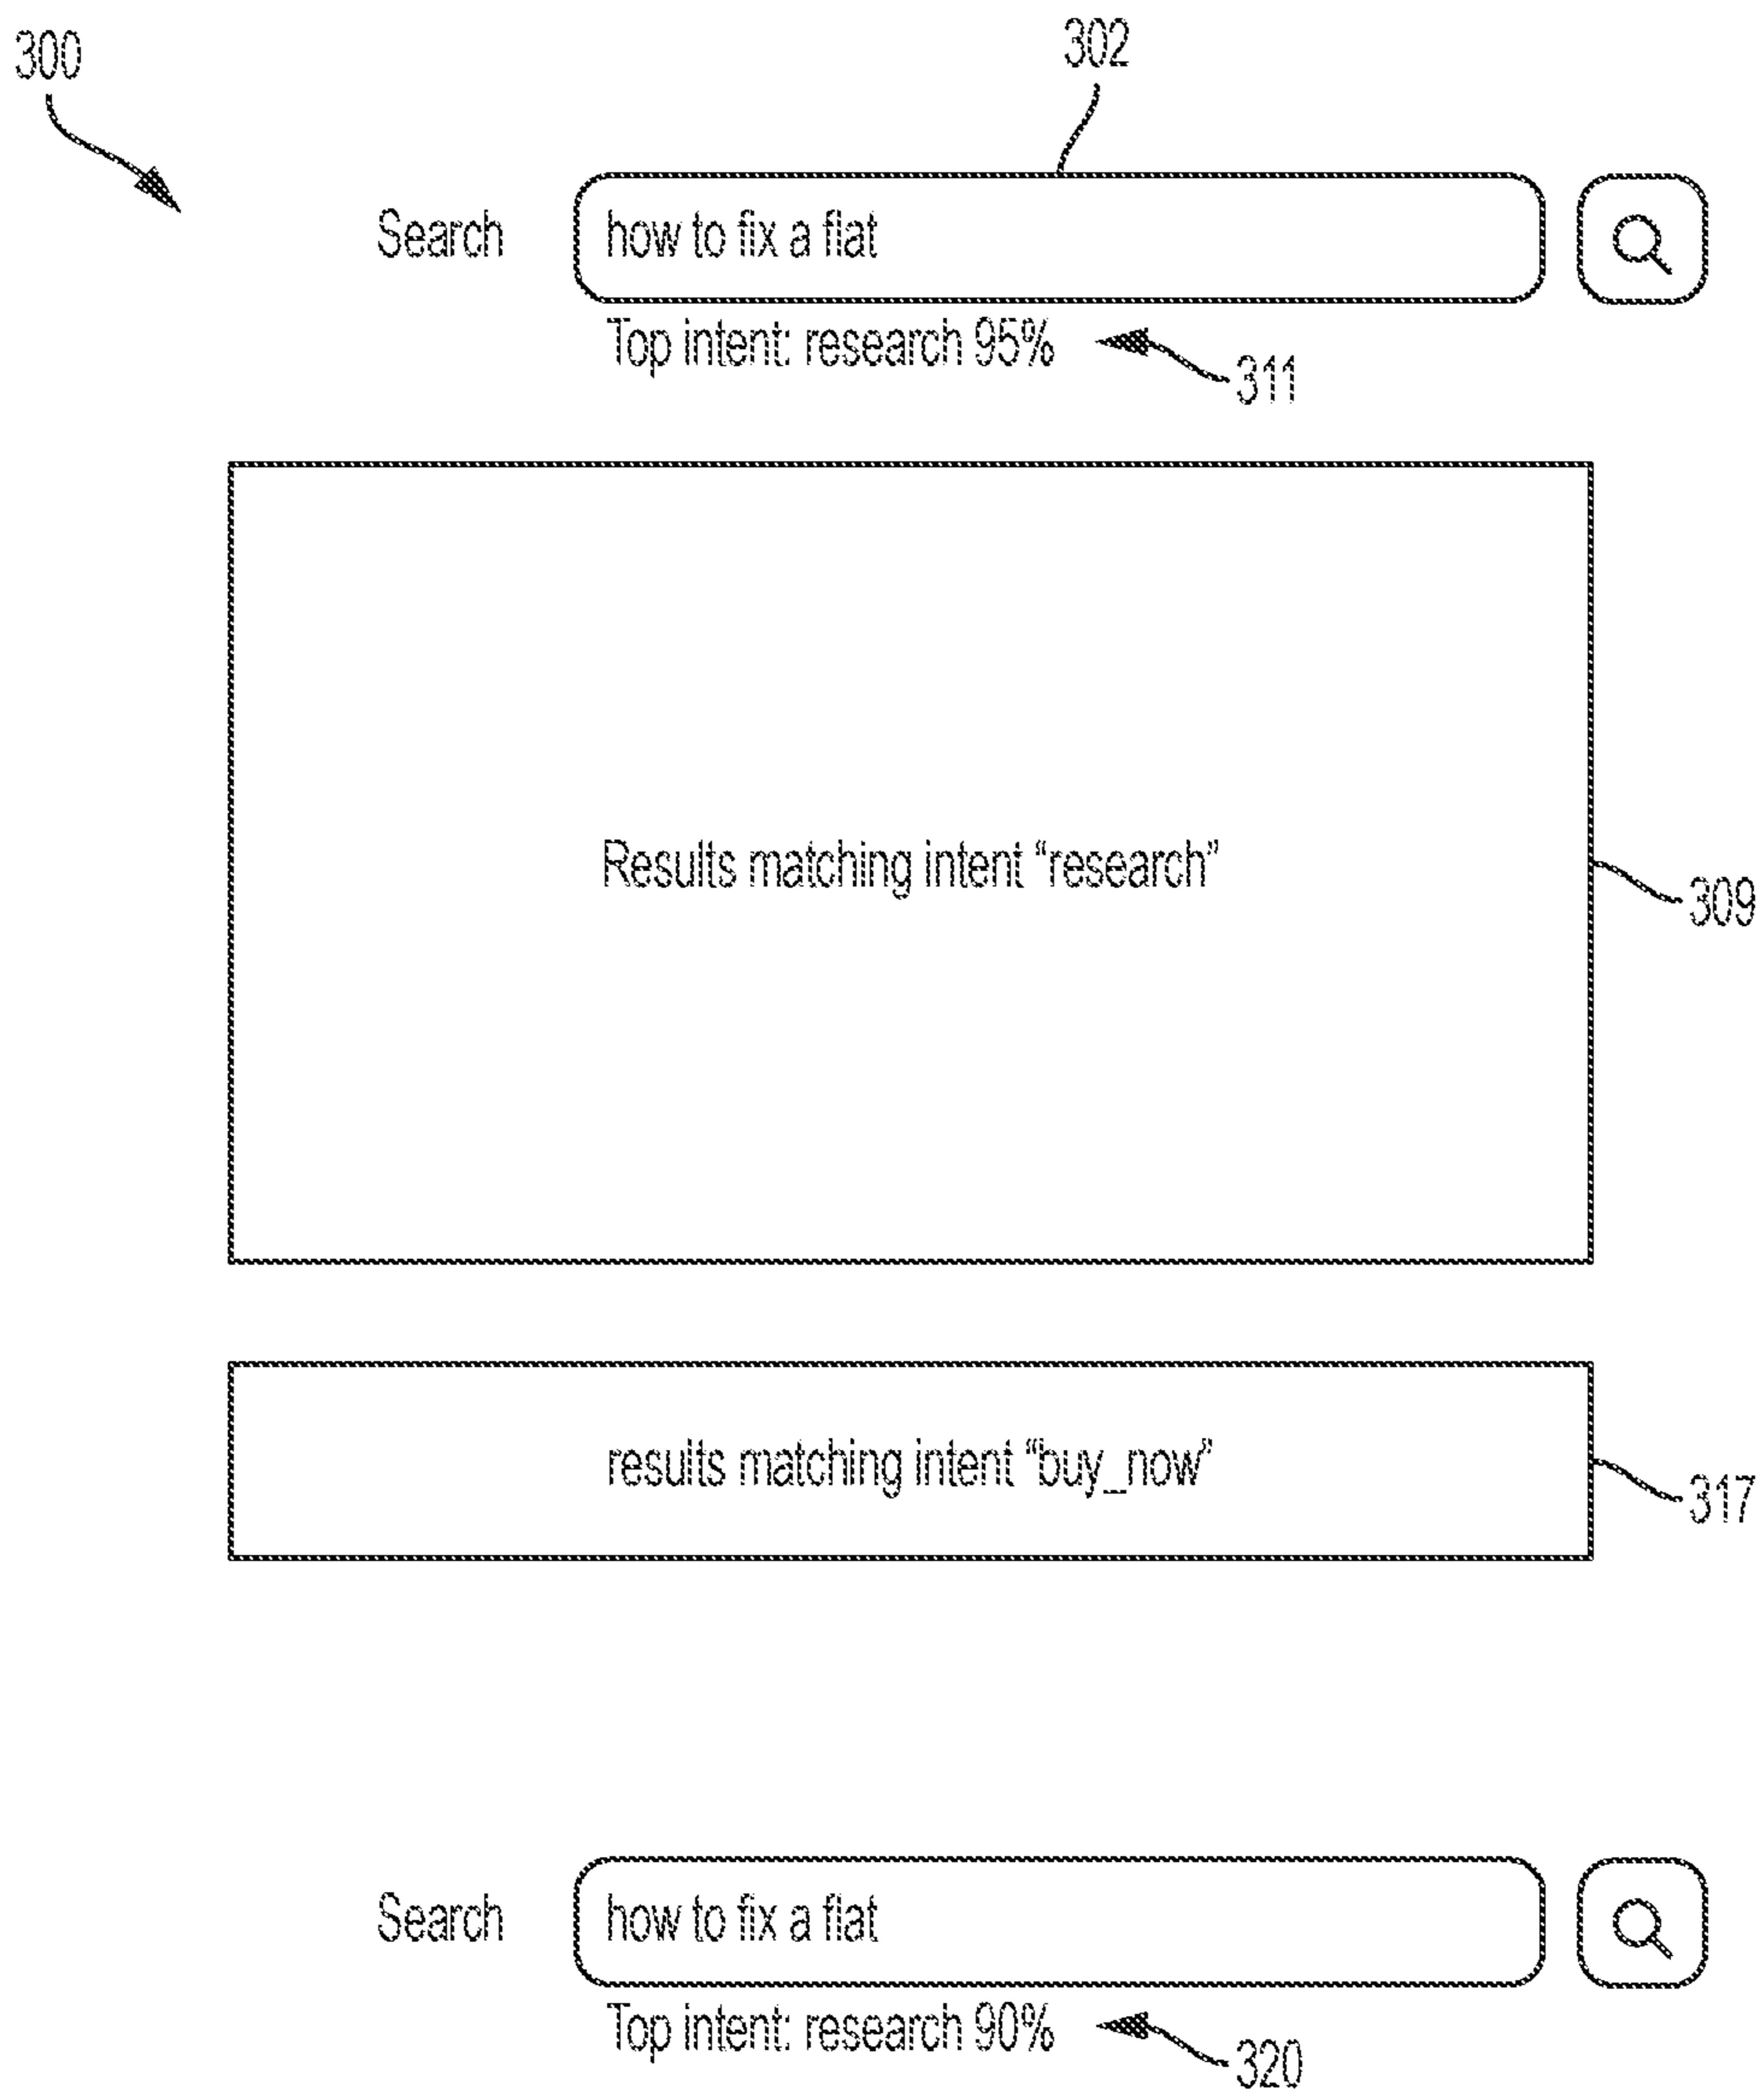 300
302
Search how to fix a flat
Top intent: research 95%
311
Results matching intent “research”
309
results matching intent “buy_now”
317
Search how to fix a flat
Top intent: research 90%
320